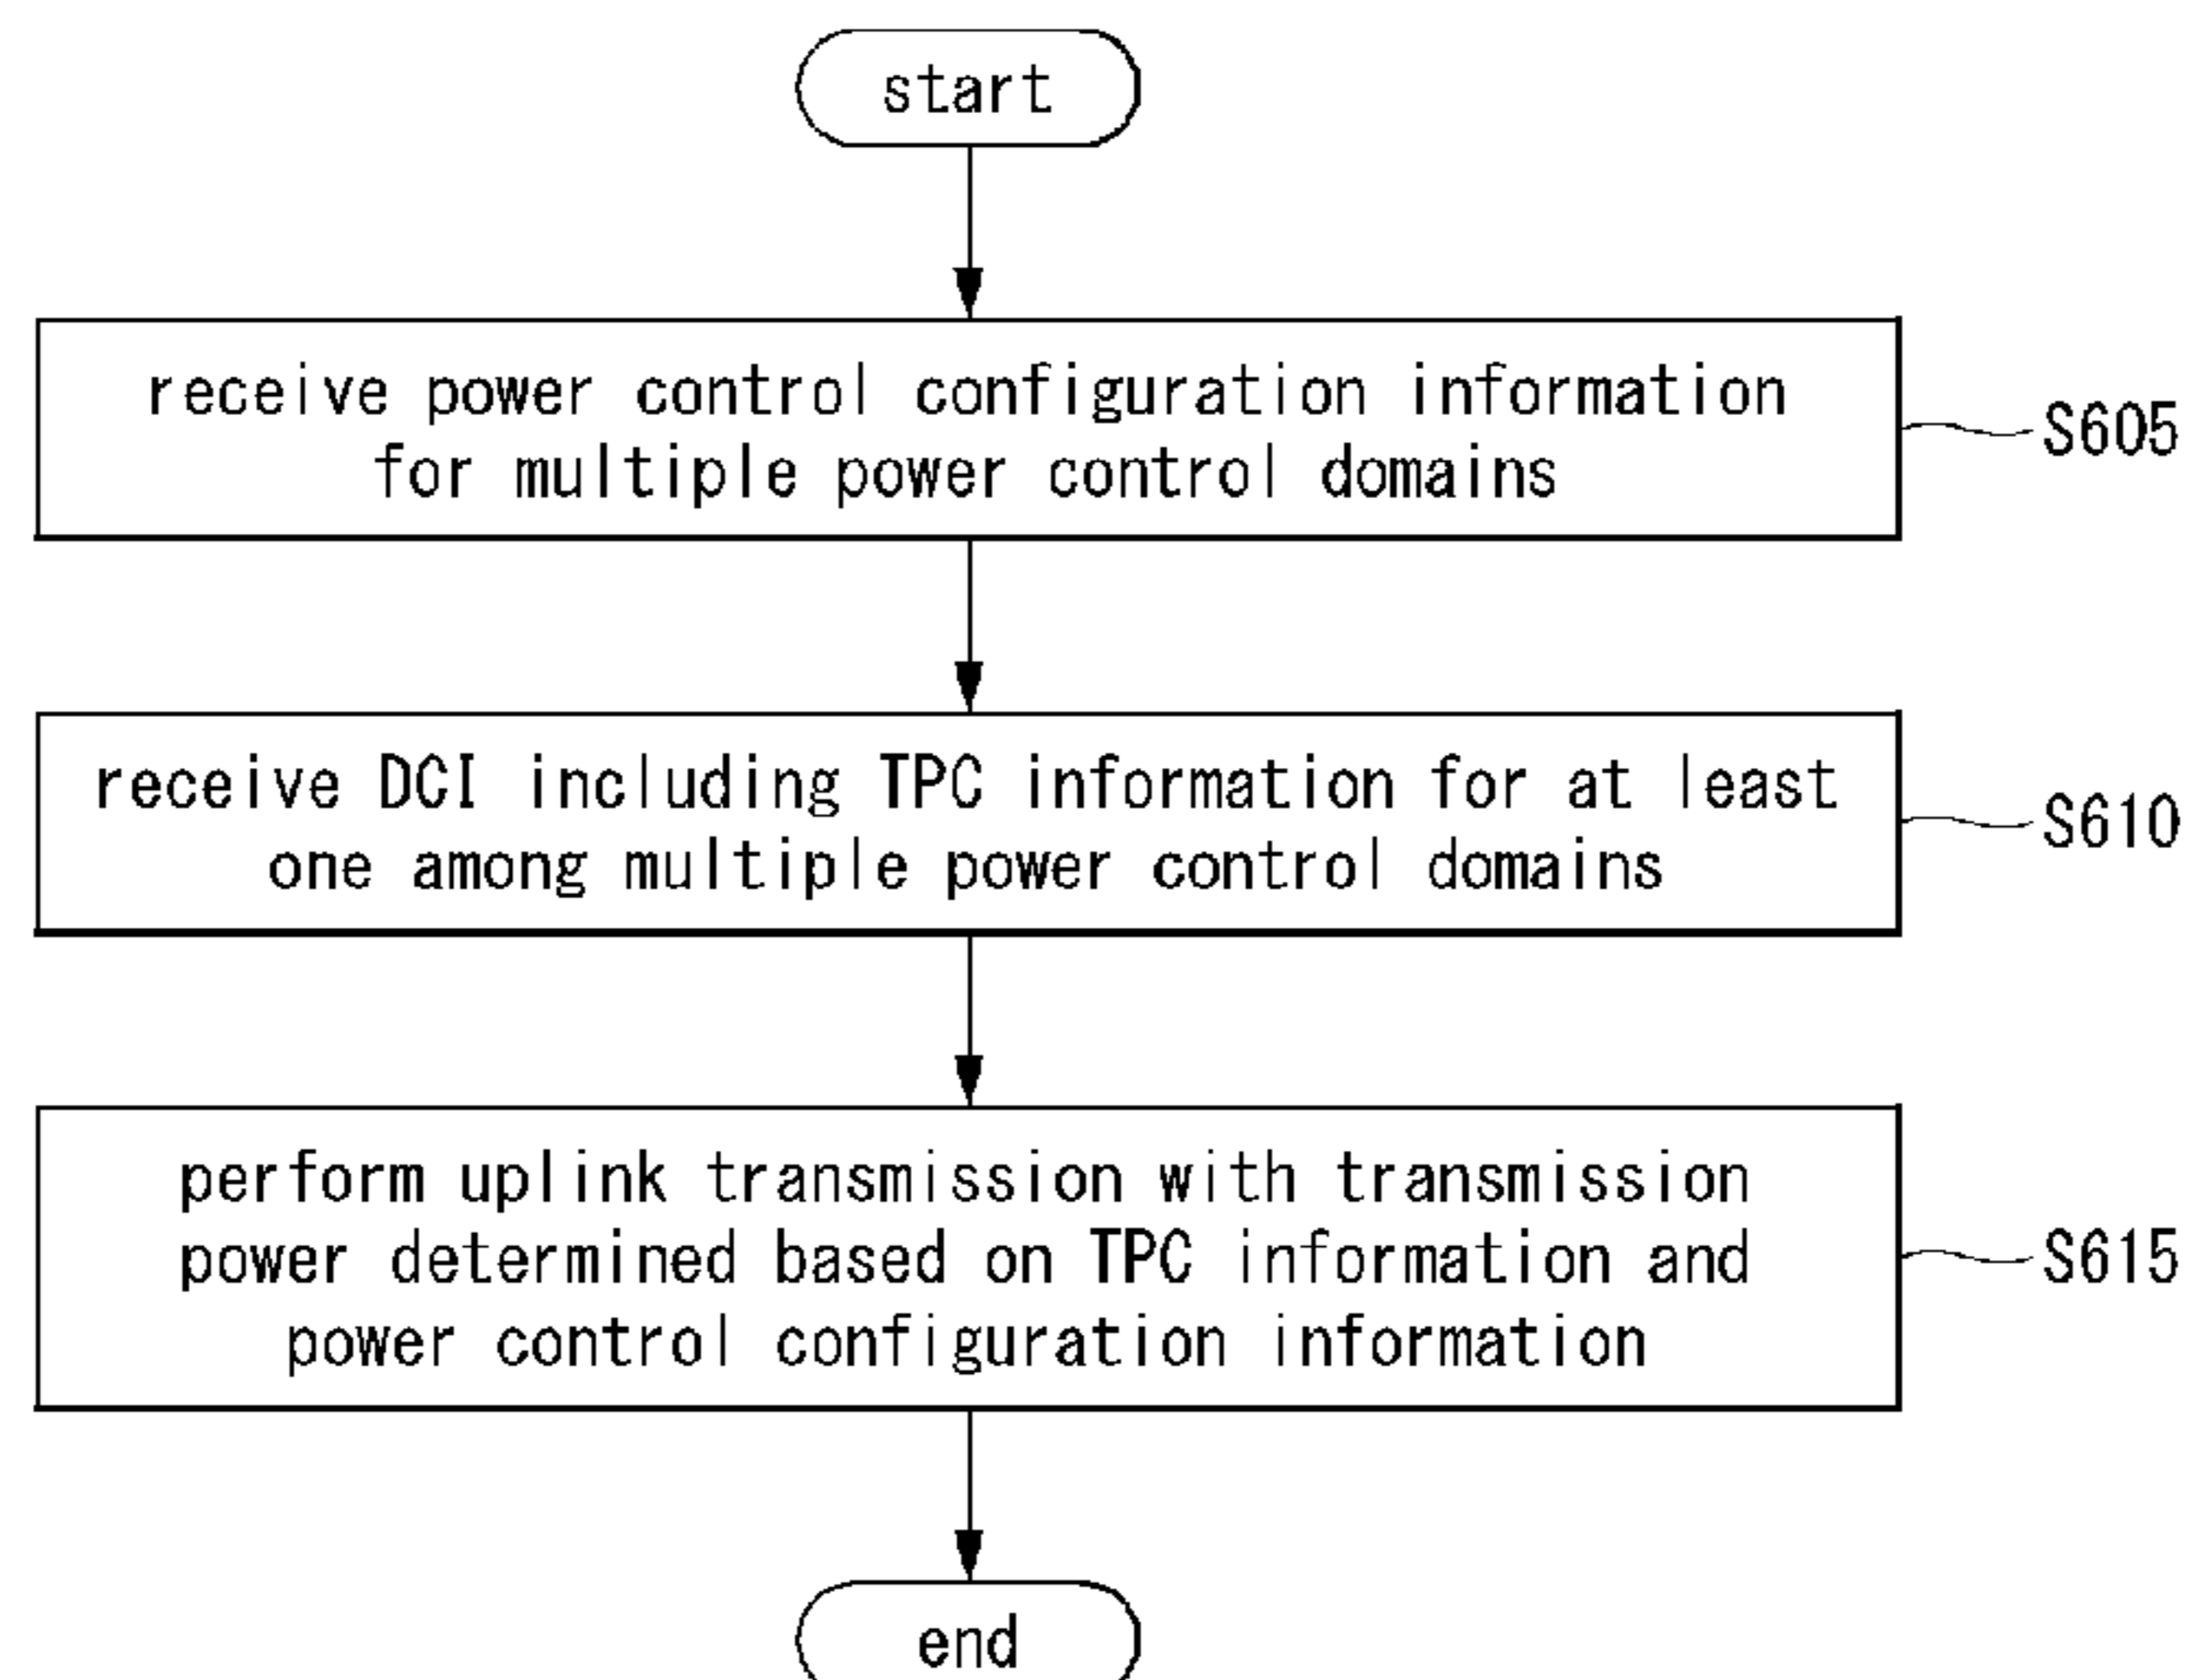 start
receive power control configuration information
for multiple power control domains
S605
receive DCI including TPC information for at least
one among multiple power control domains
S610
perform uplink transmission with transmission
power determined based on TPC information and
power control configuration information
S615
end